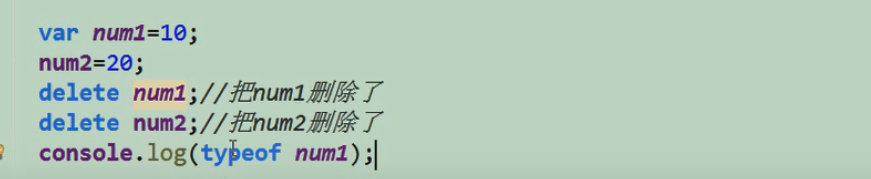 var num1=10;
num2=20;
delete num1;//把num1删除了
delete num2;//把num2删除了
console.log(typeof num1);